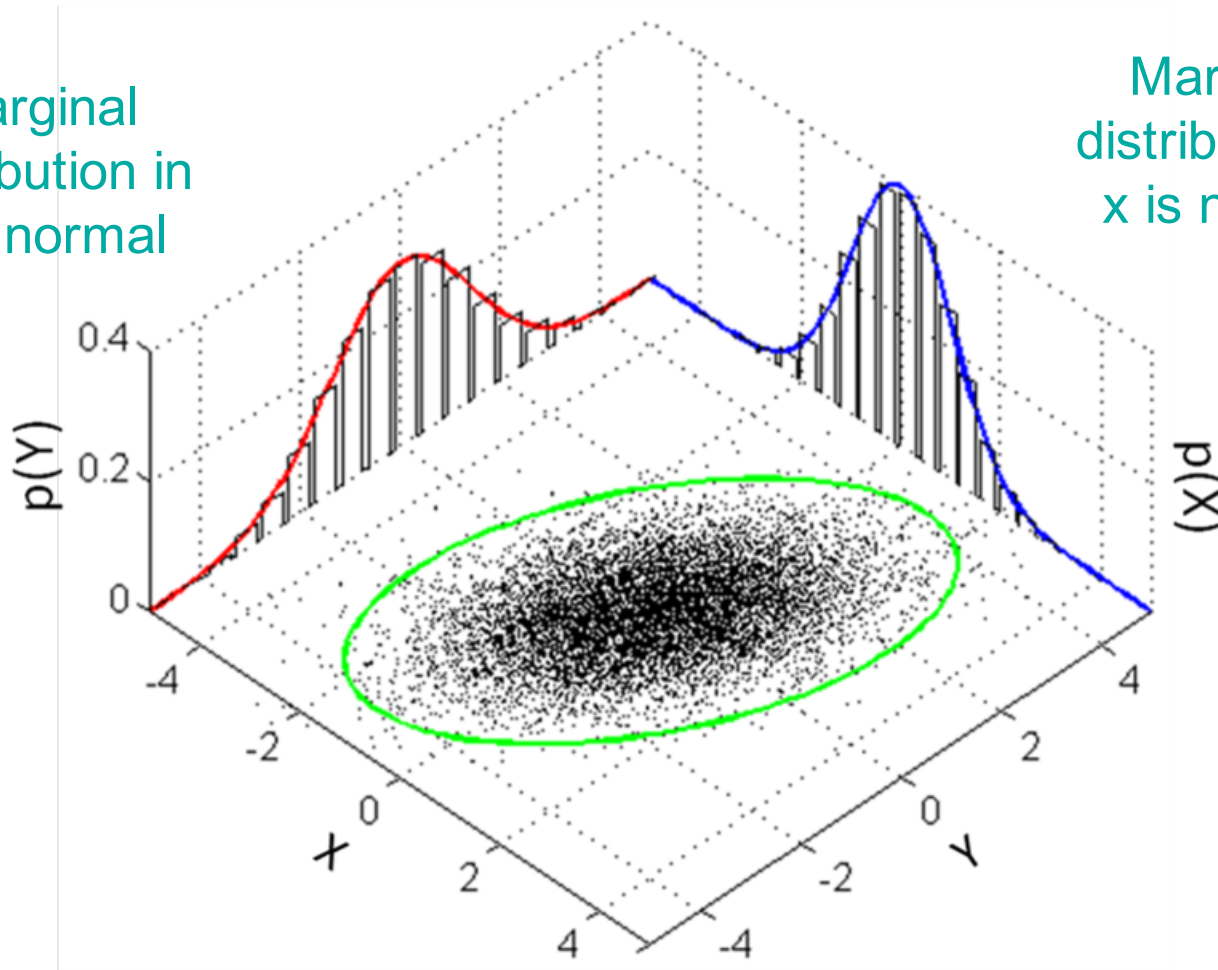 arginal
bution in
normal
Mar
distrib
x is n
0.4
0.2
0
p(Y)
p(X)
-4
-2
0
2
4
X
-4
-2
0
2
4
Y